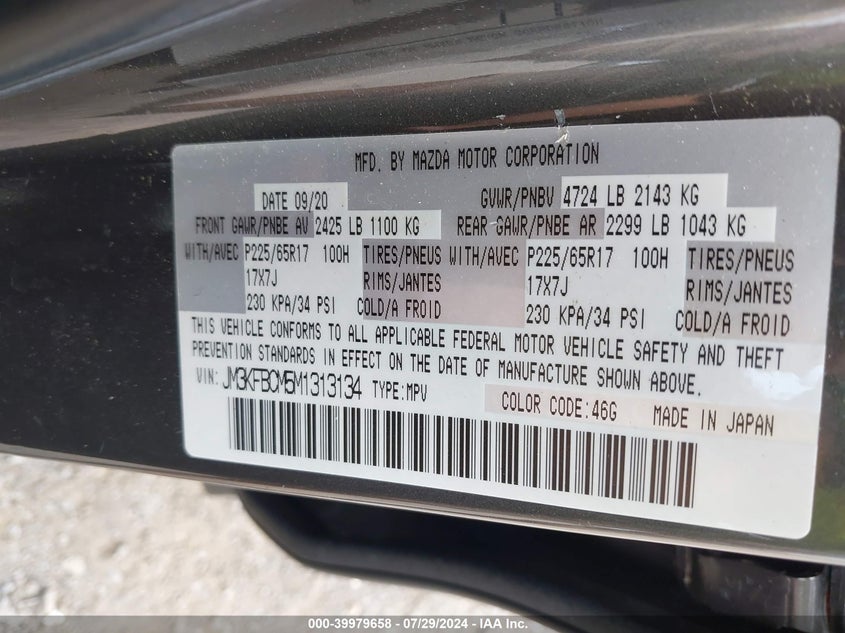 MFD. BY MAZDA MOTOR CORPORATION
DATE 09/20 GVWR/PNBV 4724 LB 2143 KG
FRONT GAWR/PNBE AV 2425 LB 1100 KG REAR GAWR/PNBE AR 2299 LB 1043 KG
WITH/AVEC P225/65R17 100H TIRES/PNEUS WITH/AVEC P225/65R17 100H TIRES/PNEUS
17X7J RIMS/JANTES 17X7J RIMS/JANTES
230 KPA/34 PSI COLD/A FROID 230 KPA/34 PSI COLD/A FROID
THIS VEHICLE CONFORMS TO ALL APPLICABLE FEDERAL MOTOR VEHICLE SAFETY AND THEFT
PREVENTION STANDARDS IN EFFECT ON THE DATE OF MANUFACTURE SHOWN ABOVE.
VIN: JM3KFBCM5M1313134 TYPE:MPV COLOR CODE:46G MADE IN JAPAN
000-39979658 - 07/29/2024 - IAA Inc.